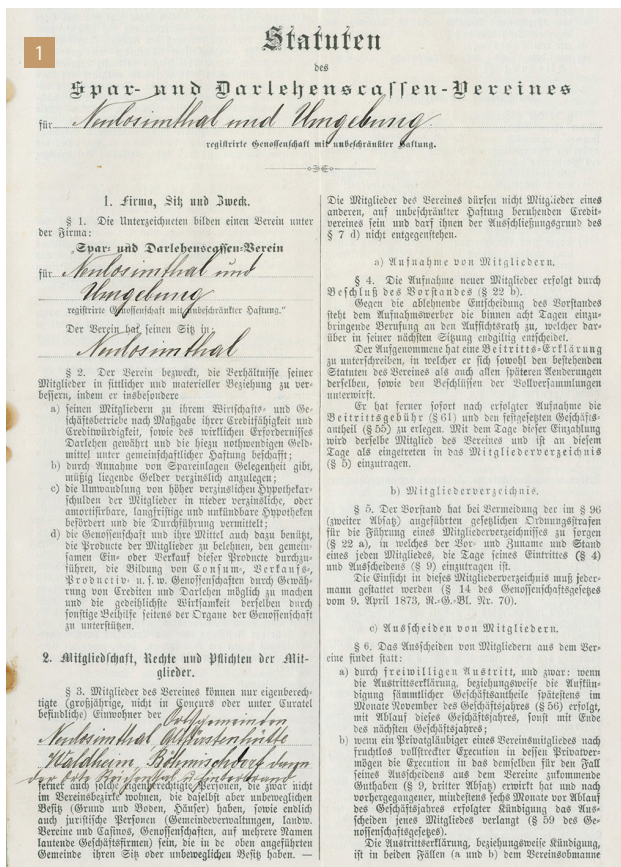 1
Statuten
des
Spar- und Darlehenscassen-Vereines
für Neulosimthal und Umgebung
registrirte Genossenschaft mit unbeschränkter Haftung.
1. Firma, Sitz und Zweck.
§ 1. Die Unterzeichneten bilden einen Verein unter
der Firma:
„Spar- und Darlehenscassen-Verein
für Neulosimthal und
Umgebung
registrirte Genossenschaft mit unbeschränkter Haftung."
Der Verein hat seinen Sitz in
Neulosimthal
§ 2. Der Verein bezweckt, die Verhältnisse seiner
Mitglieder in sittlicher und materieller Beziehung zu ver-
bessern, indem er insbesondere
a) seinen Mitgliedern zu ihrem Wirtschafts- und Ge-
schäftsbetriebe nach Maßgabe ihrer Creditfähigkeit und
Creditwürdigkeit, sowie des wirklichen Erfordernisses
Darlehen gewährt und die hiezu nothwendigen Geld-
mittel unter gemeinschaftlicher Haftung beschafft;
b) durch Annahme von Spareinlagen Gelegenheit gibt,
müßig liegende Gelder verzinslich anzulegen;
c) die Umwandlung von höher verzinslichen Hypothekar-
schulden der Mitglieder in nieder verzinsliche, oder
amortisirbare, langfristige und unkündbare Hypotheken
befördert und die Durchführung vermittelt;
d) die Genossenschaft und ihre Mittel auch dazu benützt,
die Producte der Mitglieder zu belehnen, den gemein-
samen Ein- oder Verkauf dieser Producte durchzu-
führen, die Bildung von Consum-, Verkaufs-,
Productiv- u. s. w. Genossenschaften durch Gewäh-
rung von Crediten und Darlehen möglich zu machen
und die gedeihlichste Wirksamkeit derselben durch
sonstige Beihilfe seitens der Organe der Genossenschaft
zu unterstützen.
2. Mitgliedschaft, Rechte und Pflichten der Mit-
glieder.
§ 3. Mitglieder des Vereines können nur eigenberech-
tigte (großjährige, nicht in Concurs oder unter Curatel
befindliche) Einwohner der Ortsgemeinden
Neulosimthal, Altfürstenhütte
Waldheim, Böhmischdorf dann
der Orte Reichenthal u.
ferner auch solche eigenberechtigte Personen, die zwar nicht
im Vereinsbezirke wohnen, die daselbst aber unbeweglichen
Besitz (Grund und Boden, Häuser) haben, sowie endlich
auch juristische Personen (Gemeindeverwaltungen, landw.
Vereine und Casinos, Genossenschaften, auf mehrere Namen
lautende Geschäftsfirmen) sein, die in de oben angeführten
Gemeinde ihren Sitz oder unbeweglichen Besitz haben. —
Die Mitglieder des Vereines dürfen nicht Mitglieder eines
anderen, auf unbeschränkter Haftung beruhenden Credit-
vereines sein und darf ihnen der Ausschließungsgrund des
§ 7 d) nicht entgegenstehen.
a) Aufnahme von Mitgliedern.
§ 4. Die Aufnahme neuer Mitglieder erfolgt durch
Beschluß des Vorstandes (§ 22 b).
Gegen die ablehnende Entscheidung des Vorstandes
steht dem Aufnahmswerber die binnen acht Tagen einzu-
bringende Berufung an den Aufsichtsrath zu, welcher dar-
über in seiner nächsten Sitzung endgiltig entscheidet.
Der Aufgenommene hat eine Beitritts-Erklärung
zu unterschreiben, in welcher er sich sowohl den bestehenden
Statuten des Vereines als auch allen späteren Aenderungen
derselben, sowie den Beschlüssen der Vollversammlungen
unterwirft.
Er hat ferner sofort nach erfolgter Aufnahme die
Beitrittsgebühr (§ 61) und den festgesetzten Geschäfts-
antheil (§ 55) zu erlegen. Mit dem Tage dieser Einzahlung
wird derselbe Mitglied des Vereines und ist an diesem
Tage als eingetreten in das Mitgliederverzeichnis
(§ 5) einzutragen.
b) Mitgliederverzeichnis.
§ 5. Der Vorstand hat bei Vermeidung der im § 96
(zweiter Absatz) angeführten gesetzlichen Ordnungsstrafen
für die Führung eines Mitgliederverzeichnisses zu sorgen
(§ 22 a), in welches der Vor- und Zuname und Stand
eines jeden Mitgliedes, die Tage seines Eintrittes (§ 4)
und Ausscheidens (§ 9) einzutragen ist.
Die Einsicht in dieses Mitgliederverzeichnis muß jeder-
mann gestattet werden (§ 14 des Genossenschaftsgesetzes
vom 9. April 1873, R.-G.-Bl. Nr. 70).
c) Ausscheiden von Mitgliedern.
§ 6. Das Ausscheiden von Mitgliedern aus dem Ver-
eine findet statt:
a) durch freiwilligen Austritt, und zwar: wenn
die Austrittserklärung, beziehungsweise die Aufkün-
digung sämmtlicher Geschäftsantheile spätestens im
Monate November des Geschäftsjahres (§ 56) erfolgt,
mit Ablauf dieses Geschäftsjahres, sonst mit Ende
des nächsten Geschäftsjahres;
b) wenn ein Privatgläubiger eines Vereinsmitgliedes nach
fruchtlos vollstreckter Execution in dessen Privatver-
mögen die Execution in das demselben für den Fall
seines Ausscheidens aus dem Vereine zukommende
Guthaben (§ 9, dritter Absatz) erwirkt hat und nach
vorhergegangener, mindestens sechs Monate vor Ablauf
des Geschäftsjahres erfolgter Kündigung das Aus-
scheiden jenes Mitgliedes verlangt (§ 59 des Ge-
nossenschaftsgesetzes).
Die Austrittserklärung, beziehungsweise Kündigung,
ist in beiden Fällen (a und b) dem Vereinsobmanne